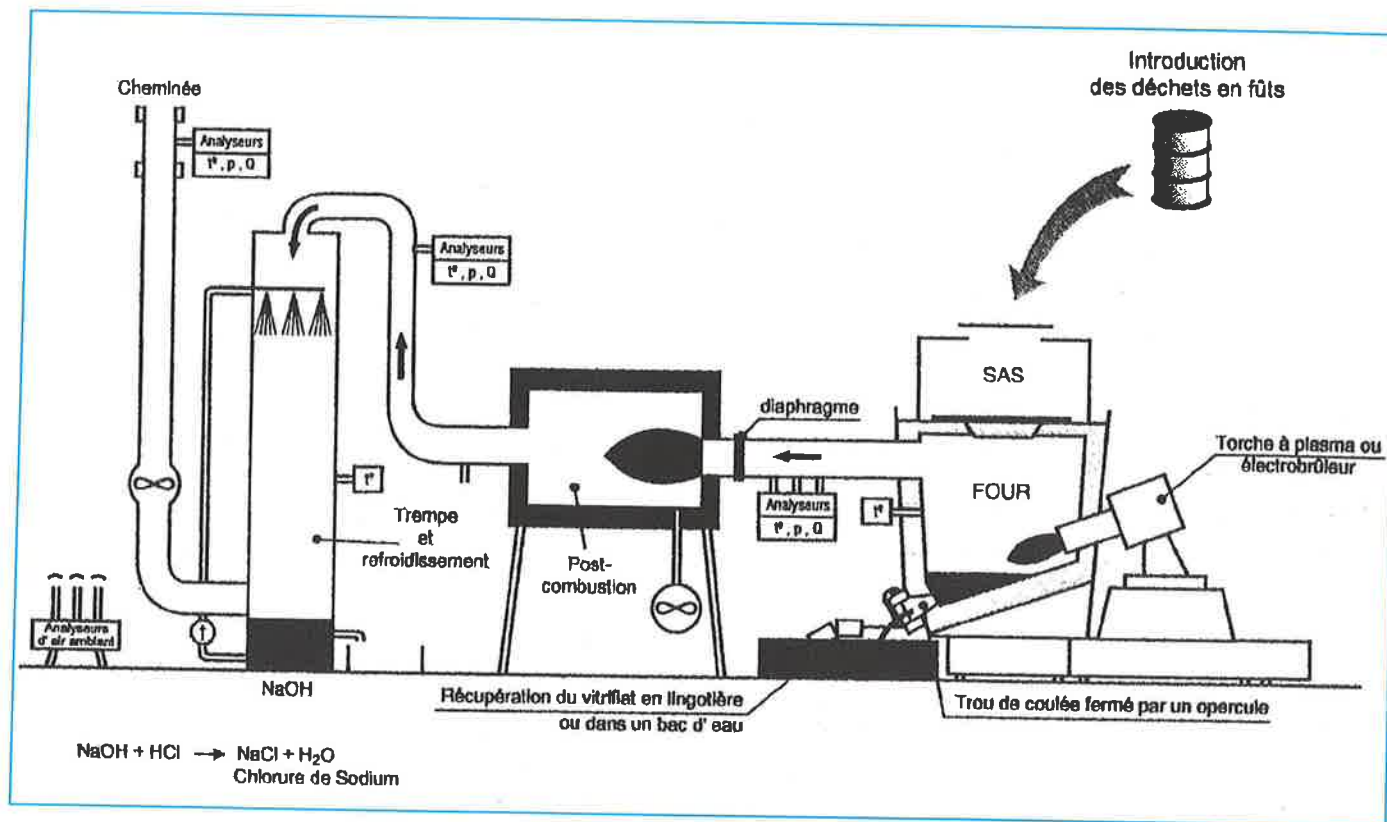 Introduction
des déchets en fûts
Cheminée
Analyseurs
t°, p, Q
Analyseurs
t°, p, Q
SAS
diaphragme
Torche à plasma ou
électrobrûleur
FOUR
t°
Analyseurs
t°, p, Q
t°
Trempe
et
refroidissement
Post-
combustion
Analyseurs
d'air ambiant
NaOH
Récupération du vitrifiat en lingotière
ou dans un bac d'eau
Trou de coulée fermé par un opercule
NaOH + HCl → NaCl + H₂O
Chlorure de Sodium